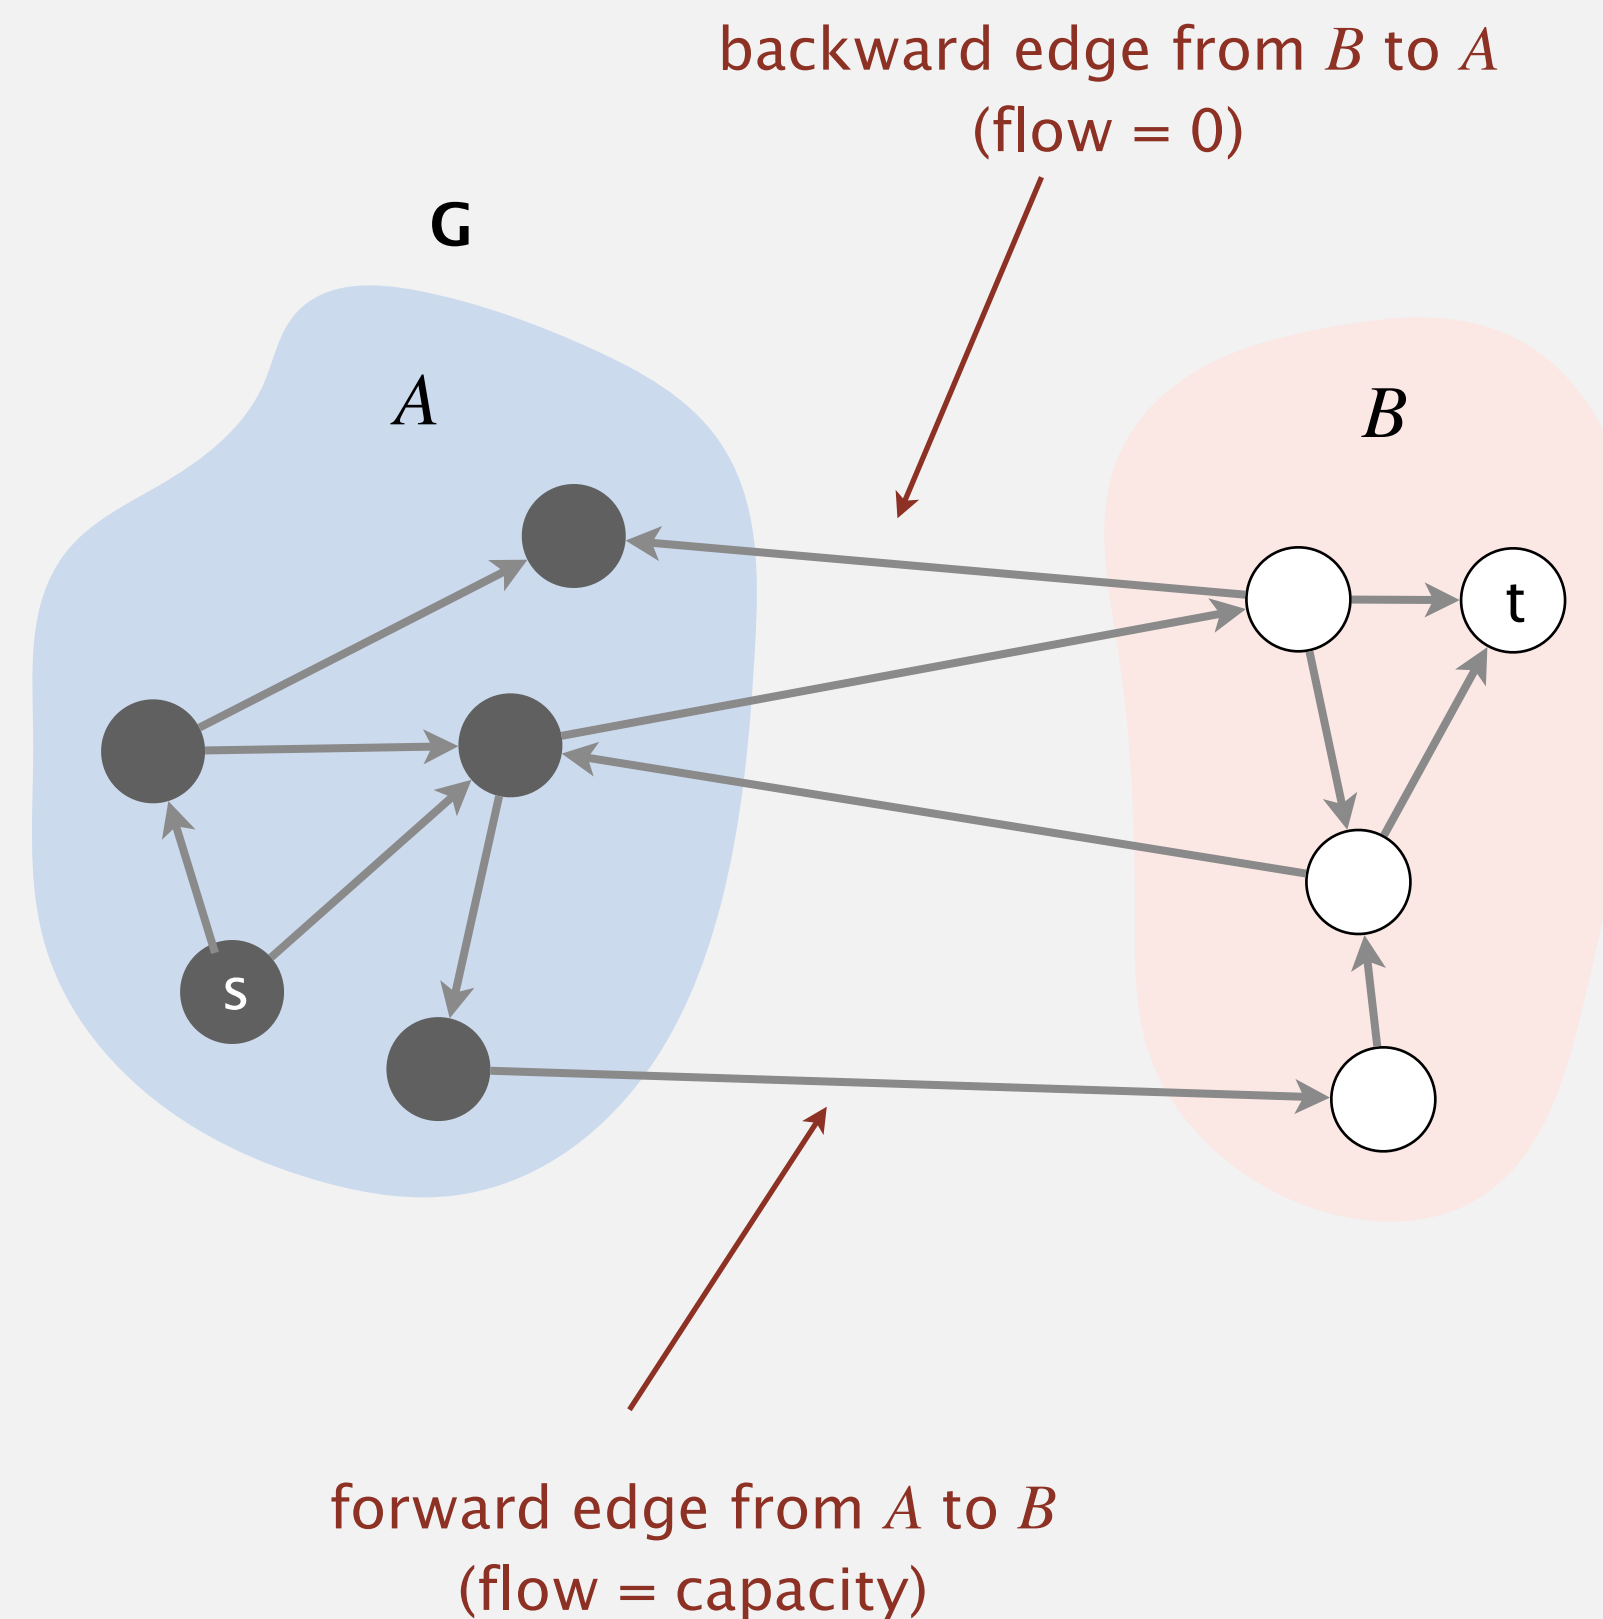 backward edge from B to A
(flow = 0)
G
A
B
t
s
forward edge from A to B
(flow = capacity)